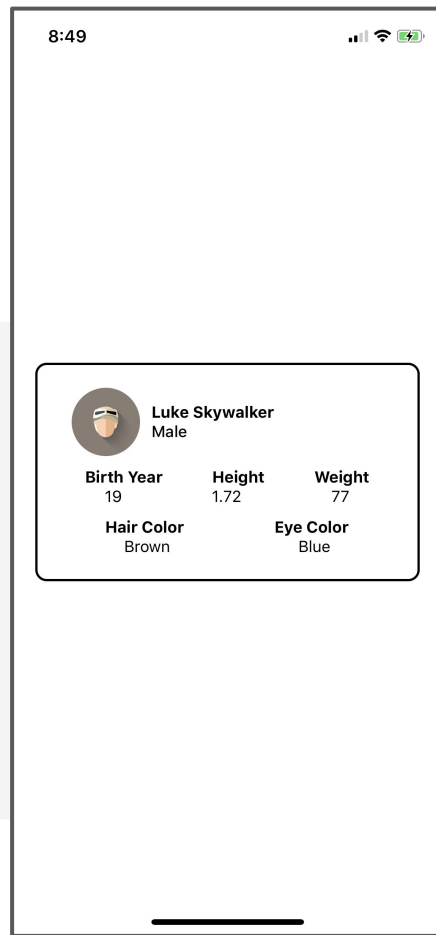 8:49
Luke Skywalker
Male
Birth Year Height Weight
19 1.72 77
Hair Color Eye Color
Brown Blue